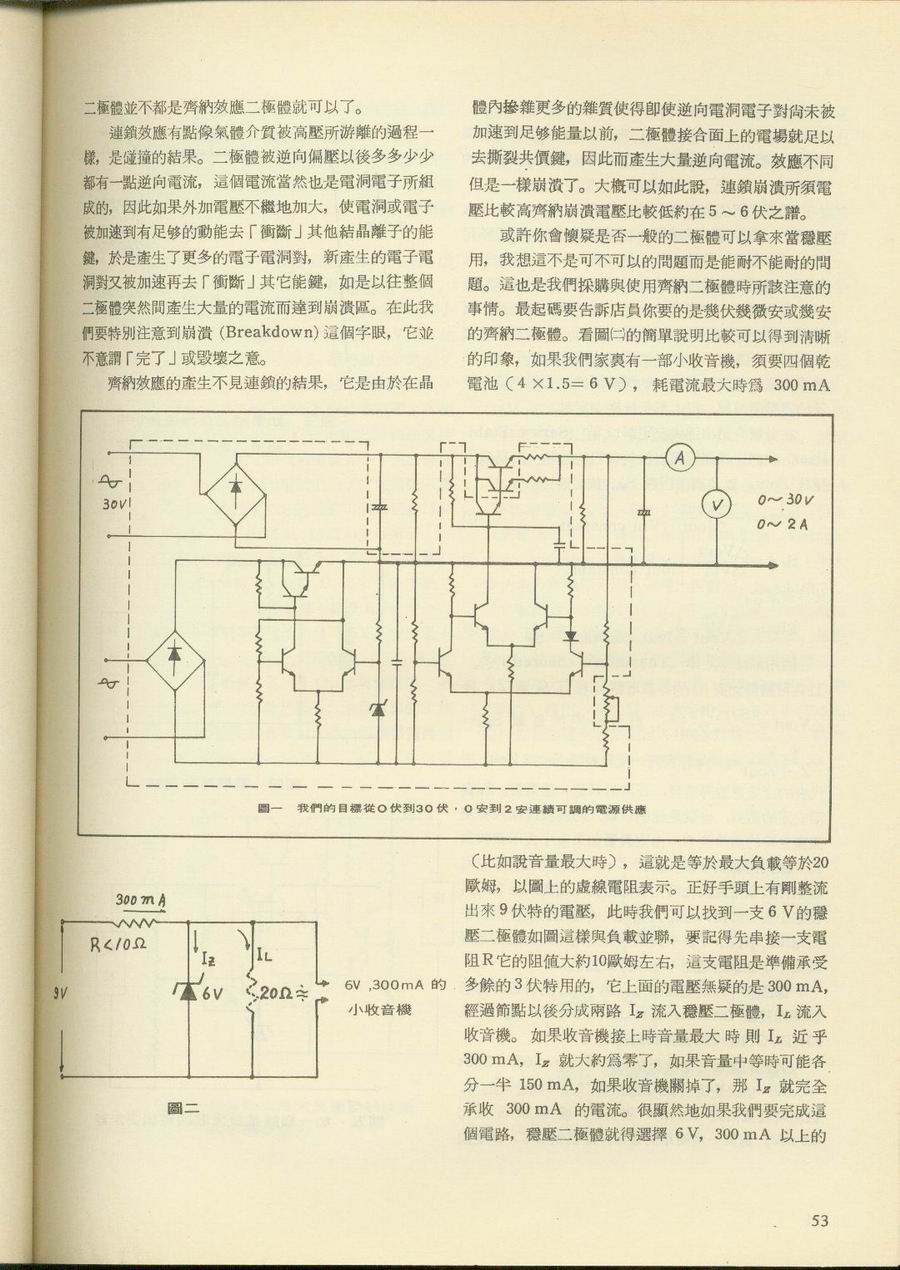 二極體並不都是齊納效應二極體就可以了。
連鎖效應有點像氣體介質被高壓所游離的過程一
樣，是碰撞的結果。二極體被逆向偏壓以後多多少少
都有一點逆向電流，這個電流當然也是電洞電子所組
成的，因此如果外加電壓不繼地加大，使電洞或電子
被加速到有足够的動能去「衝斷」其他結晶離子的能
鍵，於是產生了更多的電子電洞對，新產生的電子電
洞對又被加速再去「衝斷」其它能鍵，如是以往整個
二極體突然間產生大量的電流而達到崩潰區。在此我
們要特別注意到崩潰 (Breakdown) 這個字眼，它並
不意謂「完了」或毀壞之意。
齊納效應的產生不見連鎖的結果，它是由於在晶
體內摻雜更多的雜質使得卽使逆向電洞電子對尙未被
加速到足够能量以前，二極體接合面上的電場就足以
去撕裂共價鍵，因此而產生大量逆向電流。效應不同
但是一樣崩潰了。大概可以如此說，連鎖崩潰所須電
壓比較高齊納崩潰電壓比較低約在5～6伏之譜。
或許你會懷疑是否一般的二極體可以拿來當穩壓
用，我想這不是可不可以的問題而是能耐不能耐的問
題。這也是我們採購與使用齊納二極體時所該注意的
事情。最起碼要告訴店員你要的是幾伏幾微安或幾安
的齊納二極體。看圖㈡的簡單說明比較可以得到清晰
的印象，如果我們家裏有一部小收音機，須要四個乾
電池（4×1.5=6V），耗電流最大時爲 300 mA
30V
A
V
0～30V
0～2A
圖一　我們的目標從0伏到30伏，0安到2安連續可調的電源供應
（比如說音量最大時），這就是等於最大負載等於20
歐姆，以圖上的虛線電阻表示。正好手頭上有剛整流
出來9伏特的電壓，此時我們可以找到一支6V的穩
壓二極體如圖這樣與負載並聯，要記得先串接一支電
阻R它的阻値大約10歐姆左右，這支電阻是準備承受
多餘的3伏特用的，它上面的電壓無疑的是300 mA，
經過節點以後分成兩路 Iz 流入穩壓二極體，IL 流入
收音機。如果收音機接上時音量最大時則 IL 近乎
300 mA，Iz 就大約爲零了，如果音量中等時可能各
分一半 150 mA，如果收音機關掉了，那 Iz 就完全
承收 300 mA 的電流。很顯然地如果我們要完成這
個電路，穩壓二極體就得選擇 6V，300 mA 以上的
300mA
R<10Ω
Iz
IL
9V
6V
20Ω
6V,300mA 的
小收音機
圖二
53